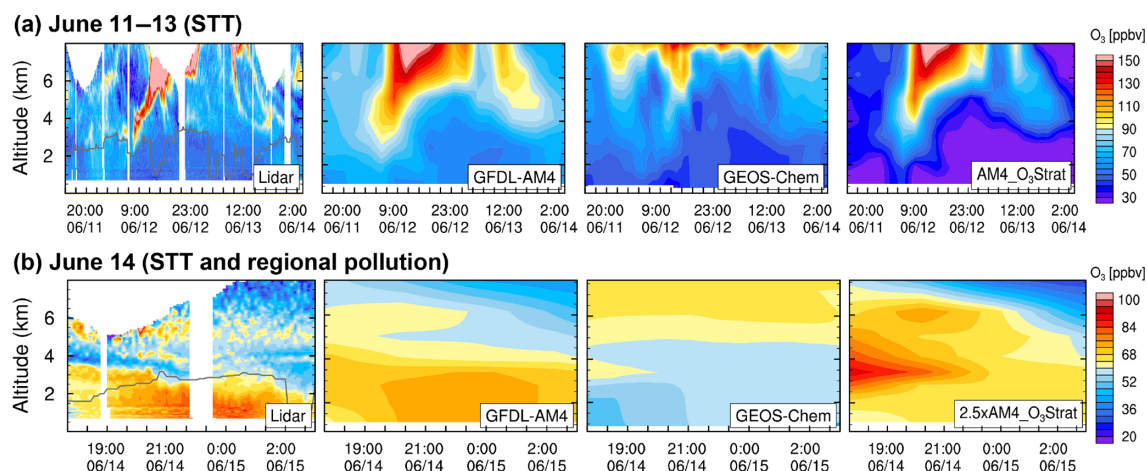 (a) June 11–13 (STT)
Altitude (km)
6
4
2
Lidar
GFDL-AM4
GEOS-Chem
AM4_O₃Strat
20:00 9:00 23:00 12:00 2:00
06/11 06/12 06/12 06/13 06/14
20:00 9:00 23:00 12:00 2:00
06/11 06/12 06/12 06/13 06/14
20:00 9:00 23:00 12:00 2:00
06/11 06/12 06/12 06/13 06/14
20:00 9:00 23:00 12:00 2:00
06/11 06/12 06/12 06/13 06/14
O₃ [ppbv]
150
130
110
90
70
50
30
(b) June 14 (STT and regional pollution)
Altitude (km)
6
4
2
Lidar
GFDL-AM4
GEOS-Chem
2.5xAM4_O₃Strat
19:00 21:00 0:00 2:00
06/14 06/14 06/15 06/15
19:00 21:00 0:00 2:00
06/14 06/14 06/15 06/15
19:00 21:00 0:00 2:00
06/14 06/14 06/15 06/15
19:00 21:00 0:00 2:00
06/14 06/14 06/15 06/15
O₃ [ppbv]
100
84
68
52
36
20